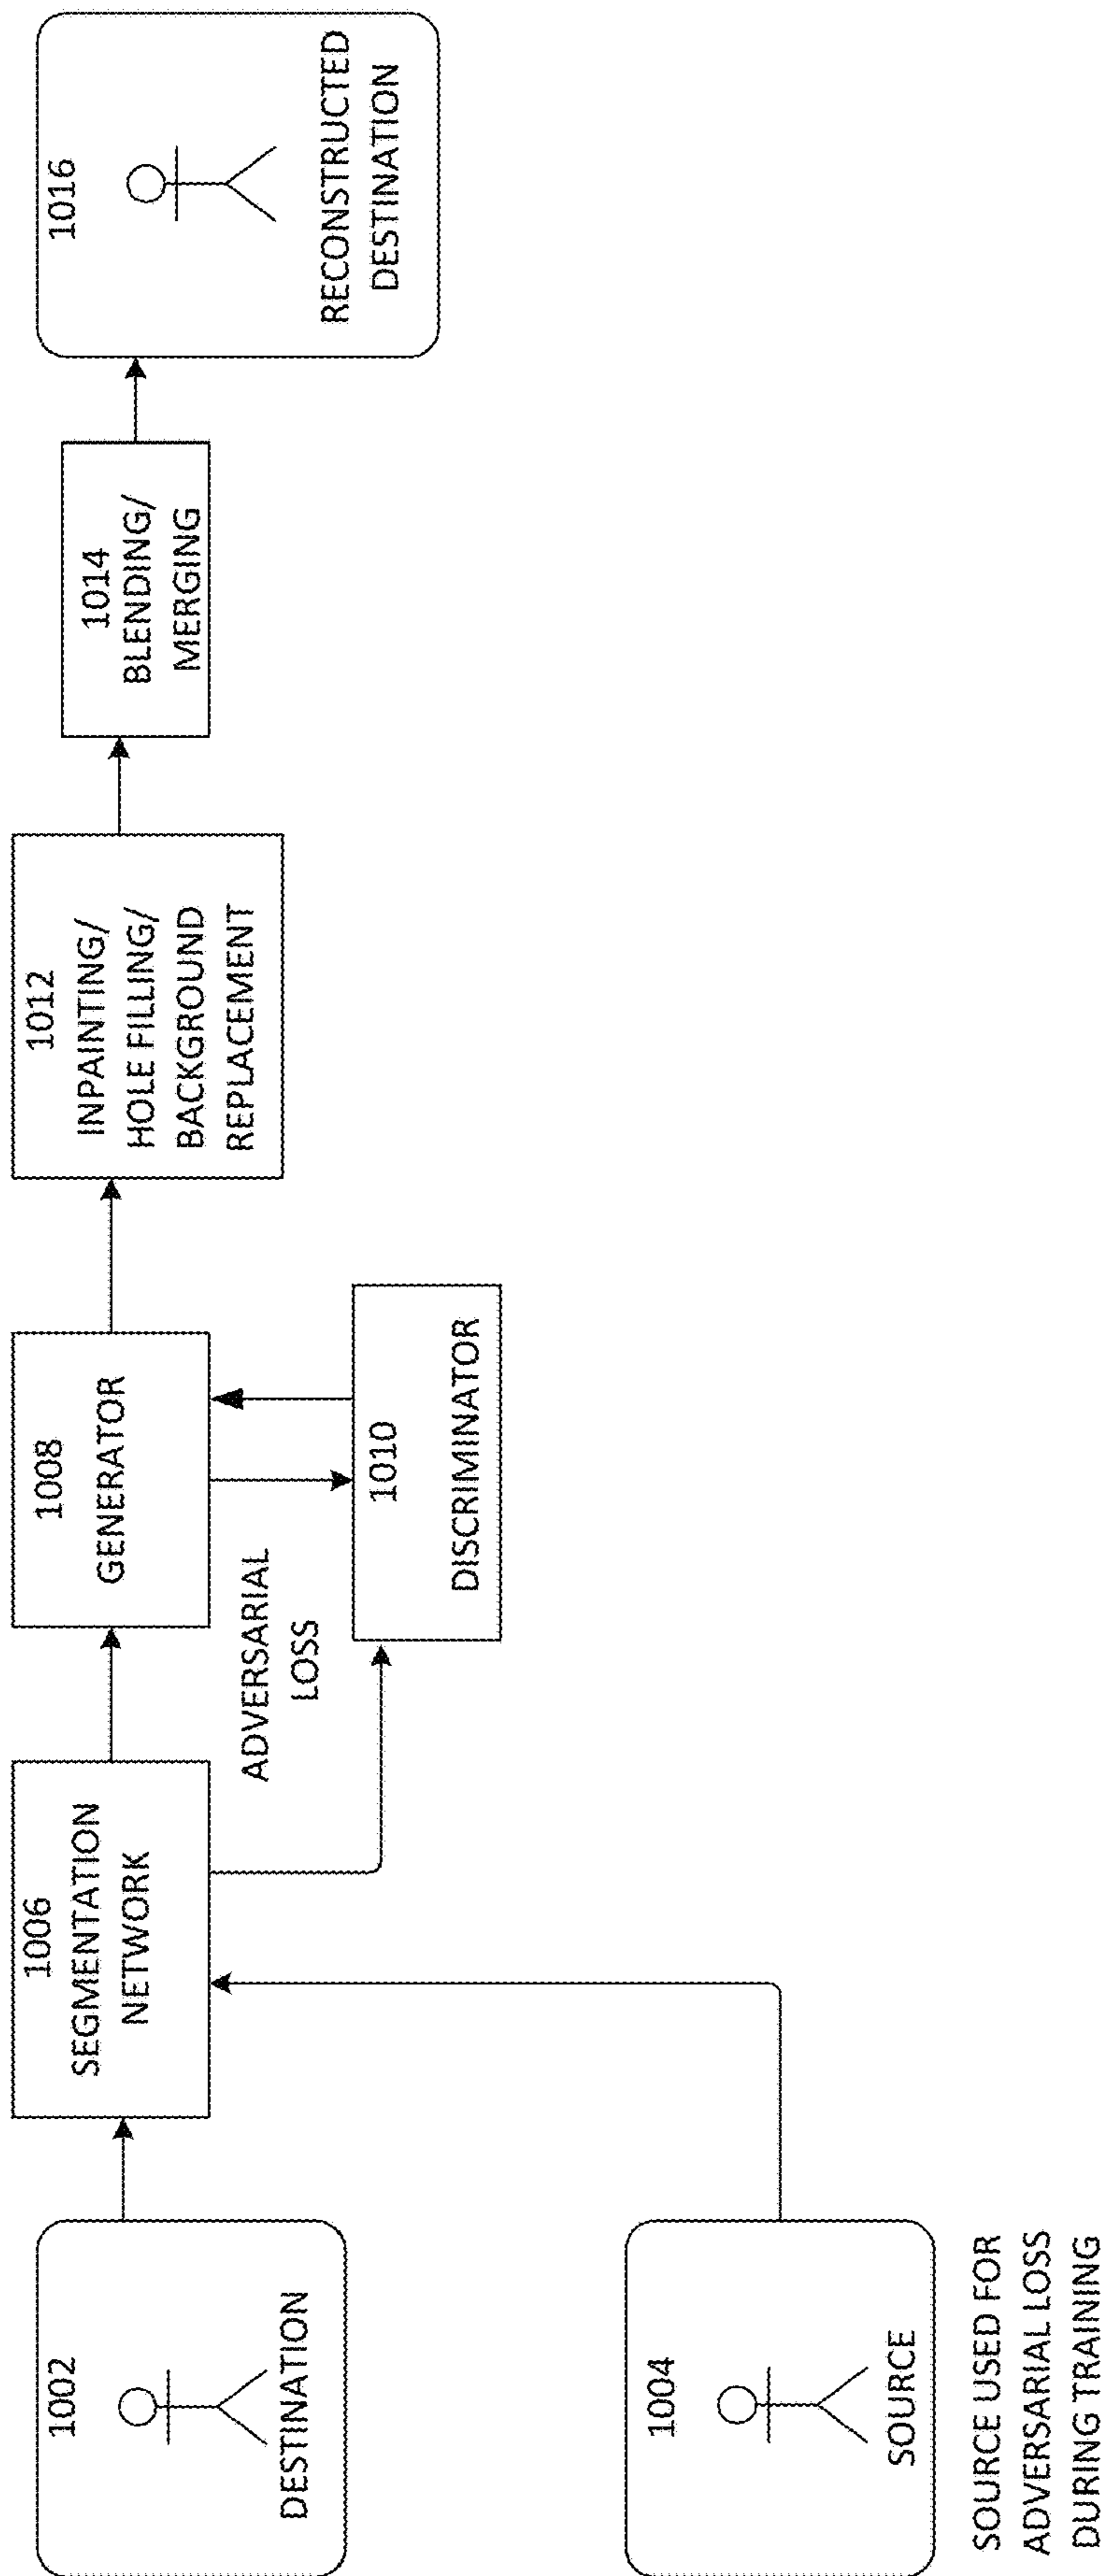 1002
DESTINATION
1004
SOURCE
SOURCE USED FOR
ADVERSARIAL LOSS
DURING TRAINING
1006
SEGMENTATION
NETWORK
ADVERSARIAL
LOSS
1008
GENERATOR
1010
DISCRIMINATOR
1012
INPAINTING/
HOLE FILLING/
BACKGROUND
REPLACEMENT
1014
BLENDING/
MERGING
1016
RECONSTRUCTED
DESTINATION